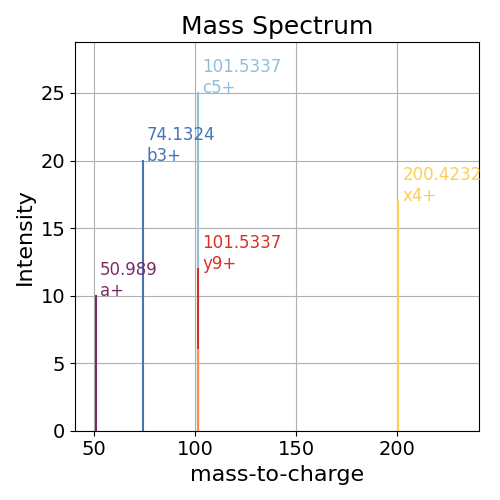 Mass Spectrum
101.5337
c5+
74.1324
b3+
200.4232
x4+
101.5337
y9+
50.989
a+
25
20
15
10
5
0
Intensity
50
100
150
200
mass-to-charge